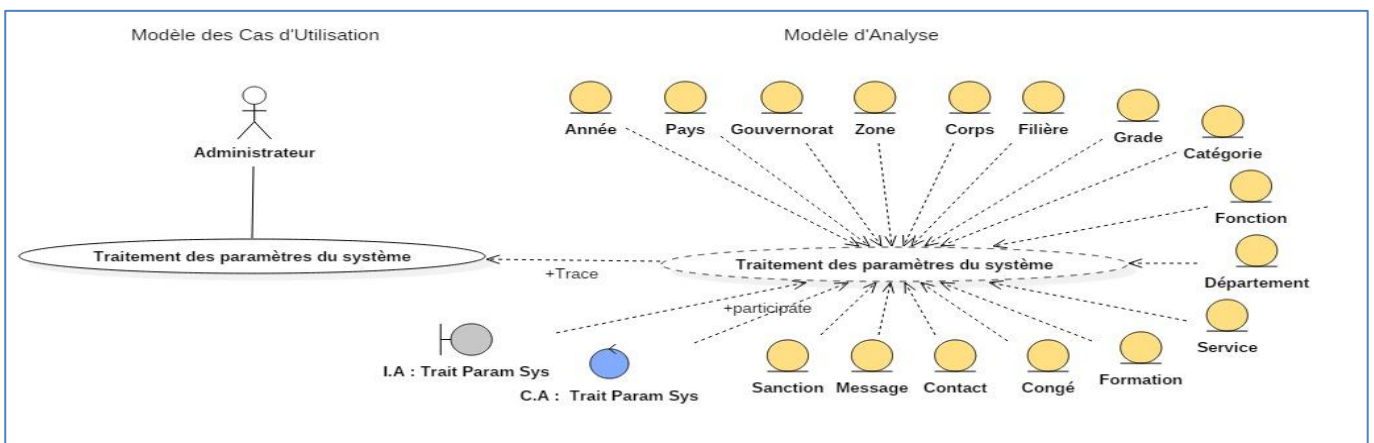 Modèle des Cas d'Utilisation
Modèle d'Analyse
Administrateur
Année
Pays
Gouvernorat
Zone
Corps
Filière
Grade
Catégorie
Fonction
Traitement des paramètres du système
+Trace
Traitement des paramètres du système
Département
+participate
Service
I.A : Trait Param Sys
C.A : Trait Param Sys
Sanction
Message
Contact
Congé
Formation